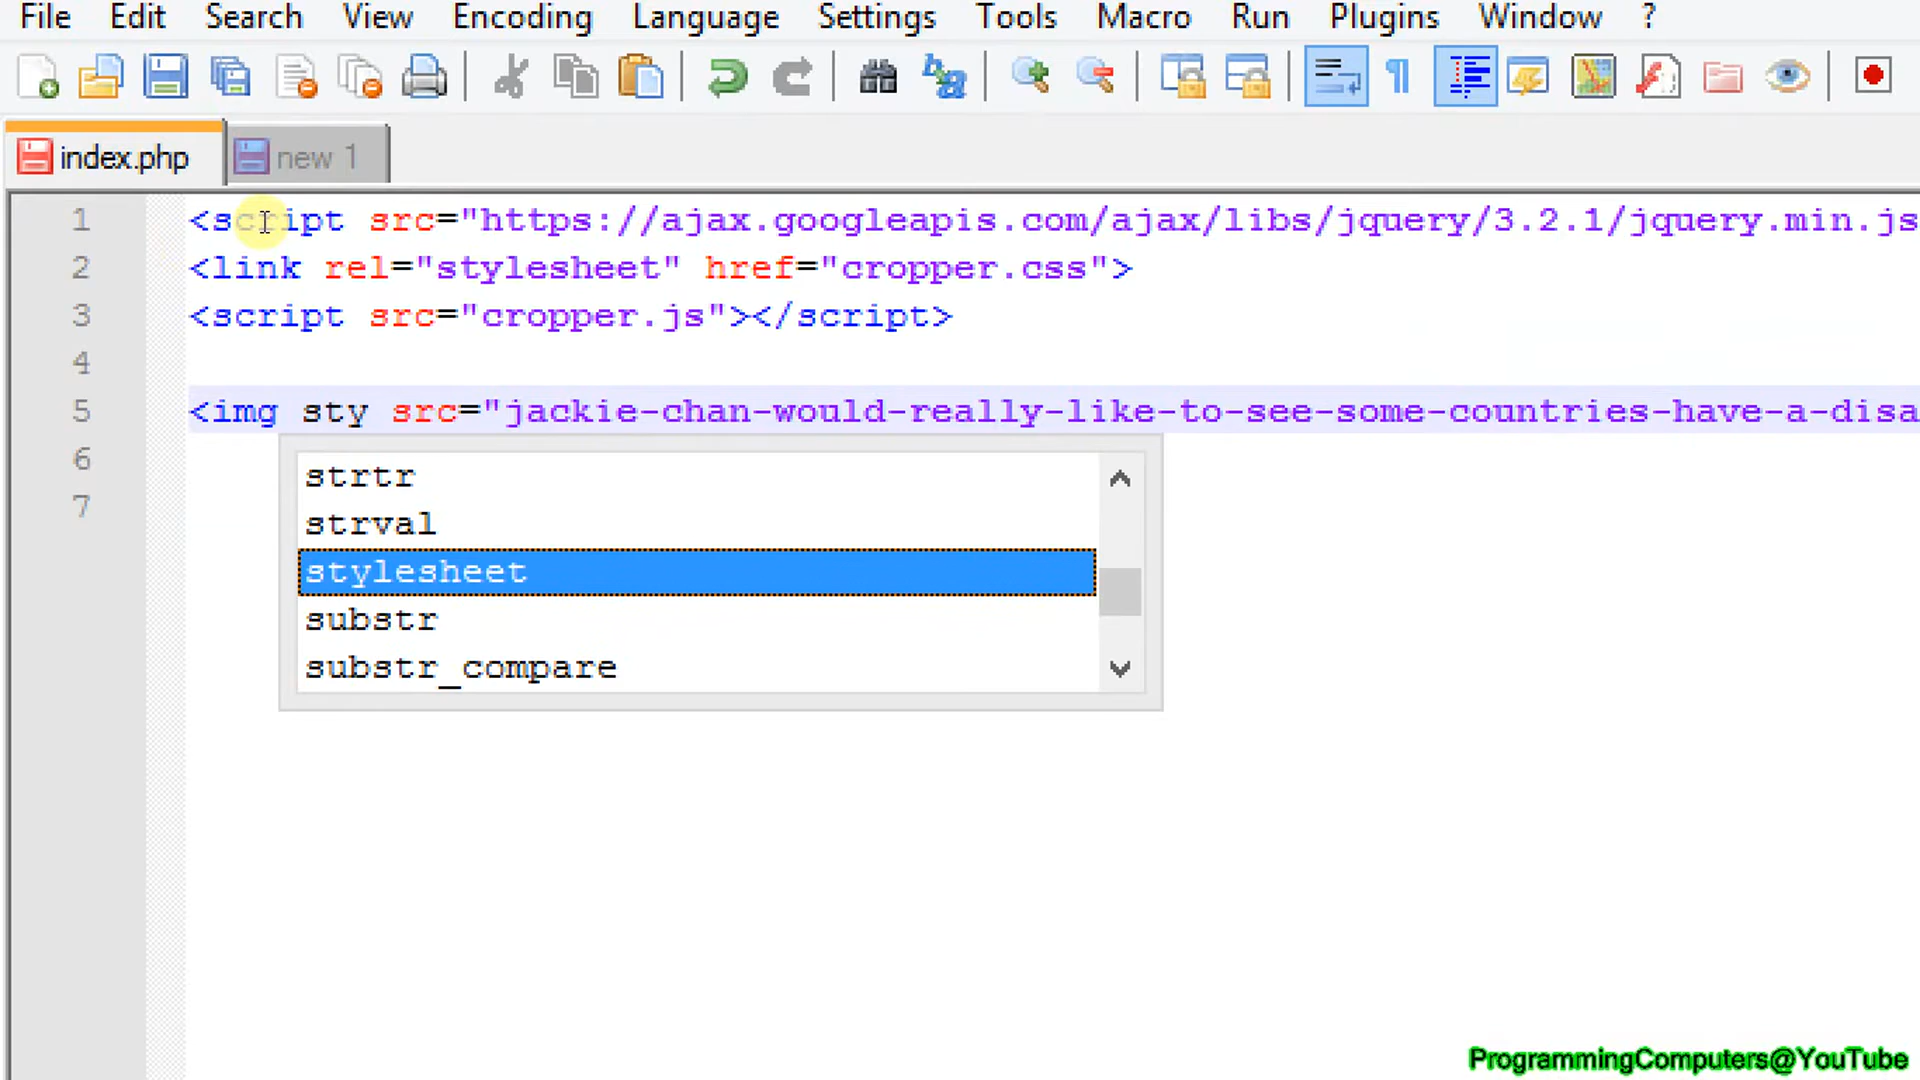 File Edit Search View Encoding Language Settings Tools Macro Run Plugins Window ?
index.php new 1
1 <script src="https://ajax.googleapis.com/ajax/libs/jquery/3.2.1/jquery.min.js
2 <link rel="stylesheet" href="cropper.css">
3 <script src="cropper.js"></script>
4
5 <img sty src="jackie-chan-would-really-like-to-see-some-countries-have-a-disa
6
7
strtr
strval
stylesheet
substr
substr_compare
ProgrammingComputers@YouTube